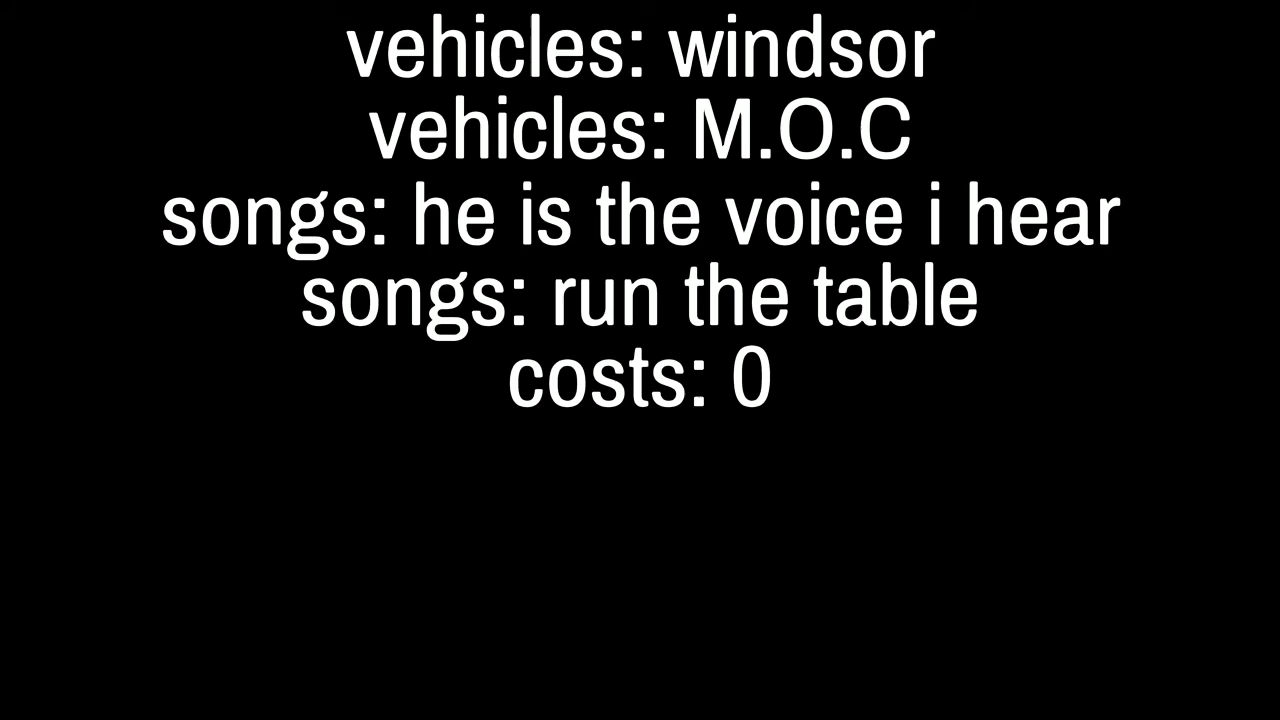 vehicles: windsor
vehicles: M.O.C
songs: he is the voice i hear
songs: run the table
costs: 0